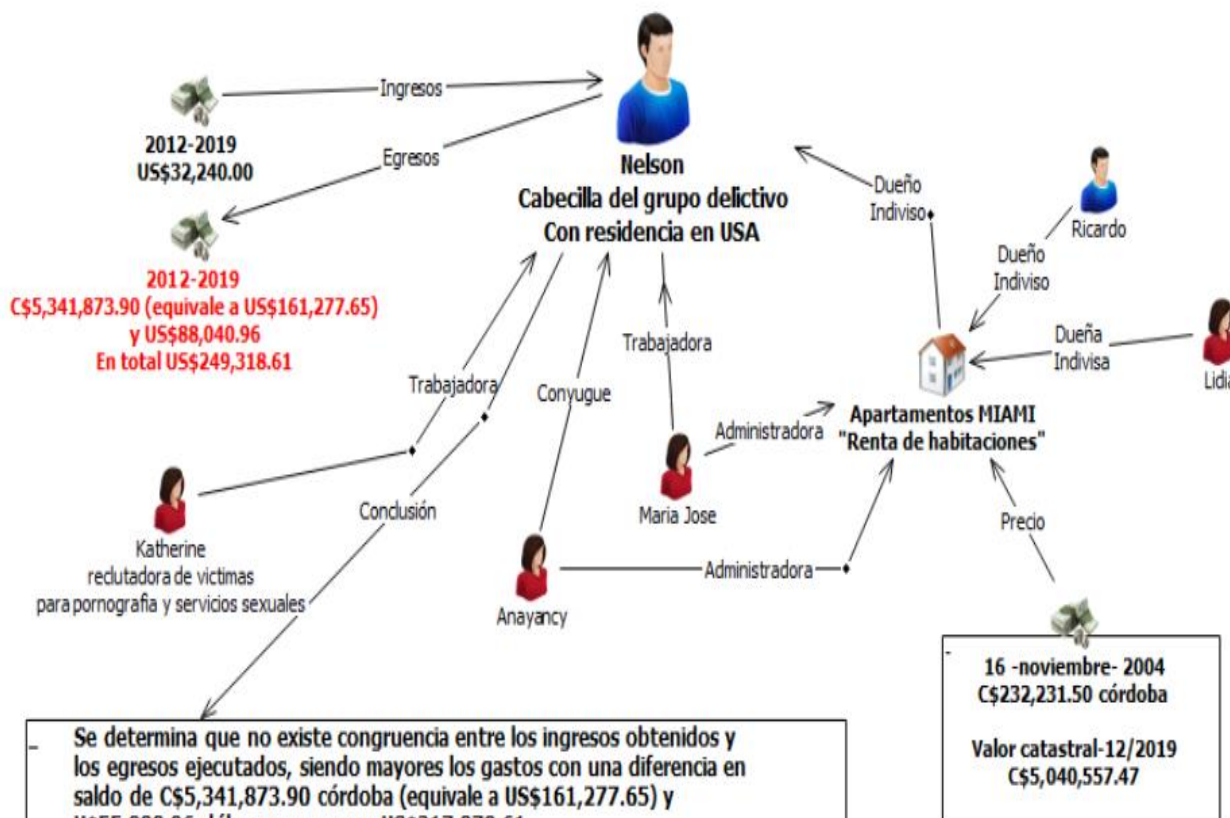 Ingresos
2012-2019
US$32,240.00
Egresos
2012-2019
C$5,341,873.90 (equivale a US$161,277.65)
y US$88,040.96
En total US$249,318.61
Nelson
Cabecilla del grupo delictivo
Con residencia en USA
Dueño
Indiviso
Ricardo
Dueño
Indiviso
Dueña
Indivisa
Lidia
Trabajadora
Trabajadora
Conyugue
Administradora
Apartamentos MIAMI
"Renta de habitaciones"
Maria Jose
Conclusión
Precio
Katherine
reclutadora de victimas
para pornografia y servicios sexuales
Administradora
Anayancy
16 -noviembre- 2004
C$232,231.50 córdoba
Valor catastral-12/2019
C$5,040,557.47
Se determina que no existe congruencia entre los ingresos obtenidos y
los egresos ejecutados, siendo mayores los gastos con una diferencia en
saldo de C$5,341,873.90 córdoba (equivale a US$161,277.65) y